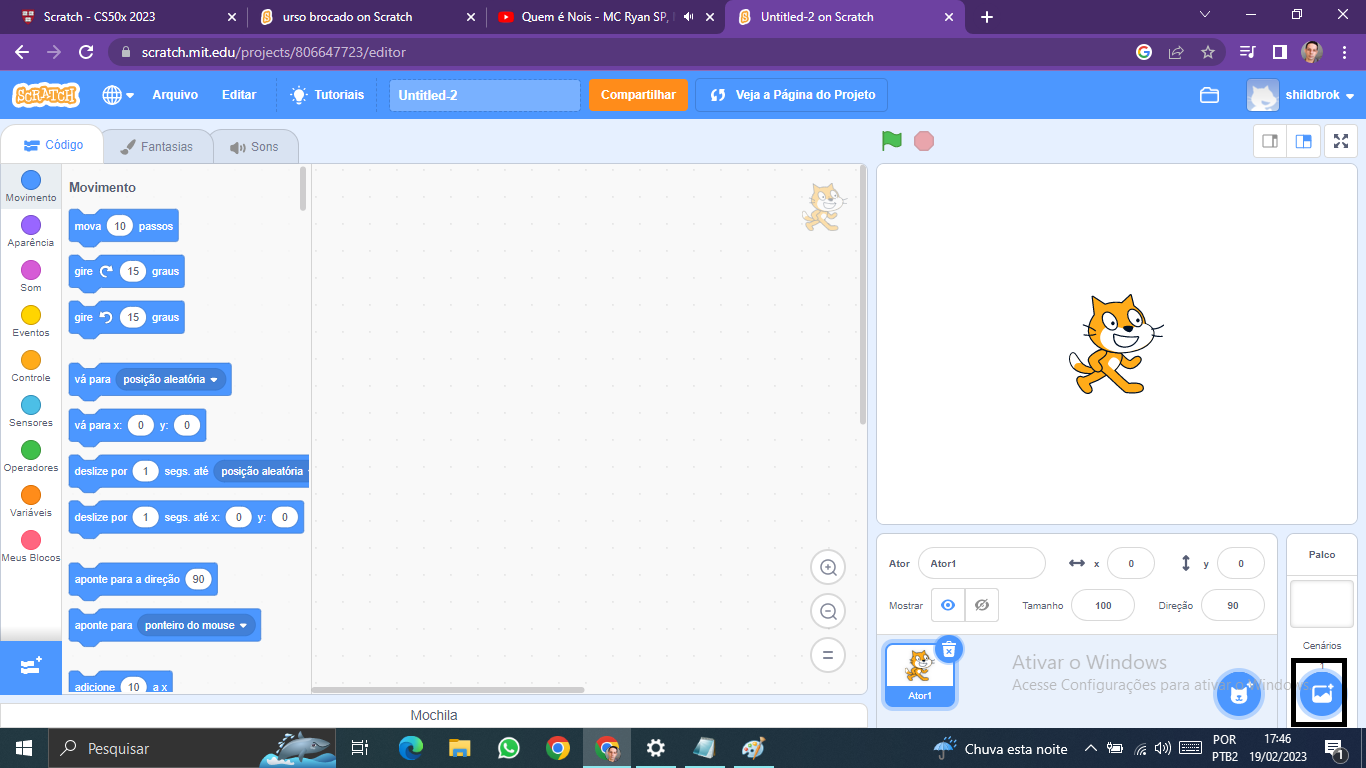 Scratch - CS50x 2023
urso brocado on Scratch
Quem é Nois - MC Ryan SP,
Untitled-2 on Scratch
scratch.mit.edu/projects/806647723/editor
SCRATCH
Arquivo
Editar
Tutoriais
Untitled-2
Compartilhar
Veja a Página do Projeto
shildbrok
Código
Fantasias
Sons
Movimento
Aparência
Som
Eventos
Controle
Sensores
Operadores
Variáveis
Meus Blocos
Movimento
mova 10 passos
gire 15 graus
gire 15 graus
vá para posição aleatória
vá para x: 0 y: 0
deslize por 1 segs. até posição aleatória
deslize por 1 segs. até x: 0 y: 0
aponte para a direção 90
aponte para ponteiro do mouse
adicione 10 a x
Mochila
Ator Ator1 x 0 y 0
Mostrar Tamanho 100 Direção 90
Ator1
Palco
Cenários
1
Ativar o Windows
Acesse Configurações para ativar o Windows.
Pesquisar
Chuva esta noite
POR
PTB2
17:46
19/02/2023
1